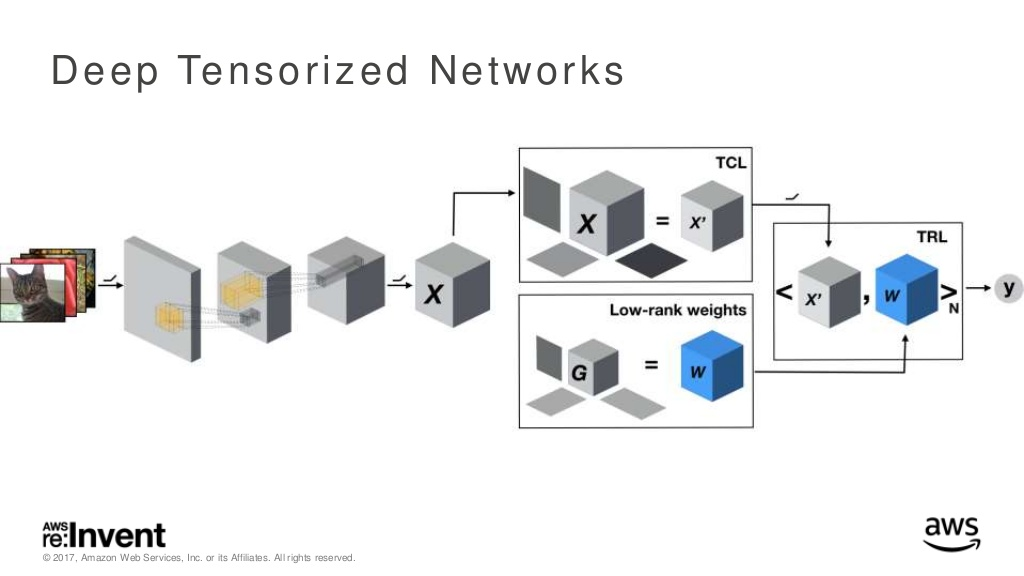 Deep Tensorized Networks
TCL
X
=
X'
TRL
X
< X' , W > N
y
Low-rank weights
G
=
W
AWS
re:Invent
aws
© 2017, Amazon Web Services, Inc. or its Affiliates. All rights reserved.